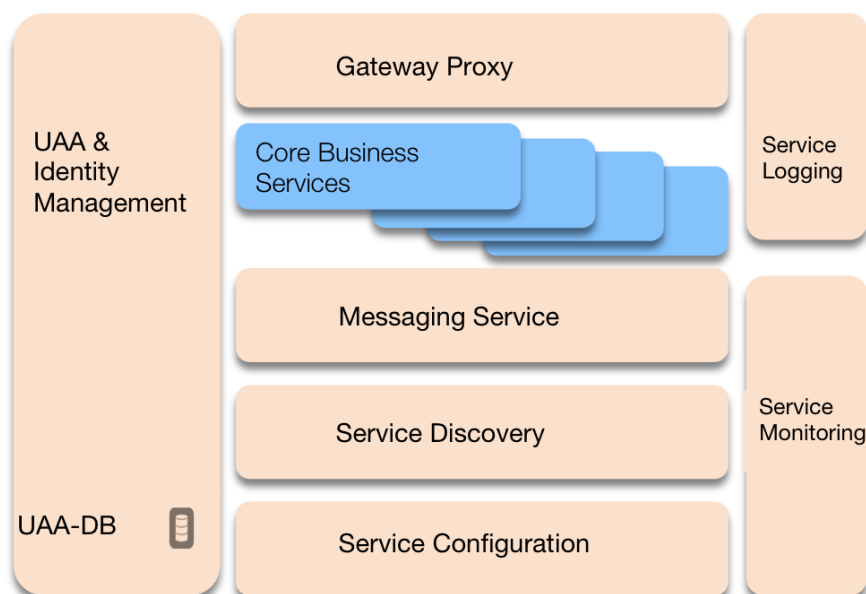 Gateway Proxy
UAA &
Identity
Management
Core Business
Services
Service
Logging
Messaging Service
Service Discovery
Service
Monitoring
UAA-DB
Service Configuration